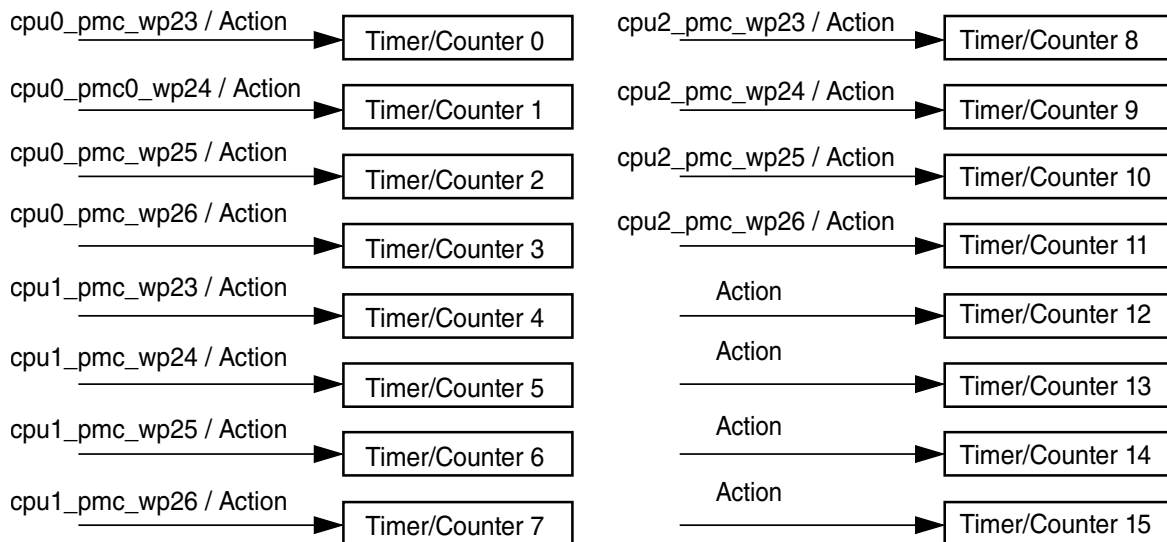 cpu0_pmc_wp23 / Action
Timer/Counter 0
cpu0_pmc0_wp24 / Action
Timer/Counter 1
cpu0_pmc_wp25 / Action
Timer/Counter 2
cpu0_pmc_wp26 / Action
Timer/Counter 3
cpu1_pmc_wp23 / Action
Timer/Counter 4
cpu1_pmc_wp24 / Action
Timer/Counter 5
cpu1_pmc_wp25 / Action
Timer/Counter 6
cpu1_pmc_wp26 / Action
Timer/Counter 7
cpu2_pmc_wp23 / Action
Timer/Counter 8
cpu2_pmc_wp24 / Action
Timer/Counter 9
cpu2_pmc_wp25 / Action
Timer/Counter 10
cpu2_pmc_wp26 / Action
Timer/Counter 11
Action
Timer/Counter 12
Action
Timer/Counter 13
Action
Timer/Counter 14
Action
Timer/Counter 15